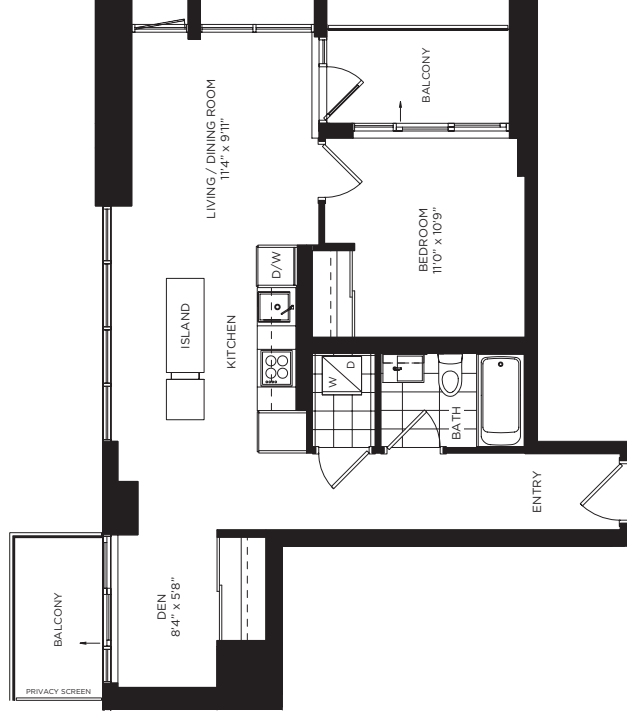 BALCONY
LIVING / DINING ROOM
11'4" x 9'11"
BEDROOM
11'0" x 10'9"
D/W
ISLAND
KITCHEN
W
D
BATH
ENTRY
DEN
8'4" x 5'8"
BALCONY
PRIVACY SCREEN